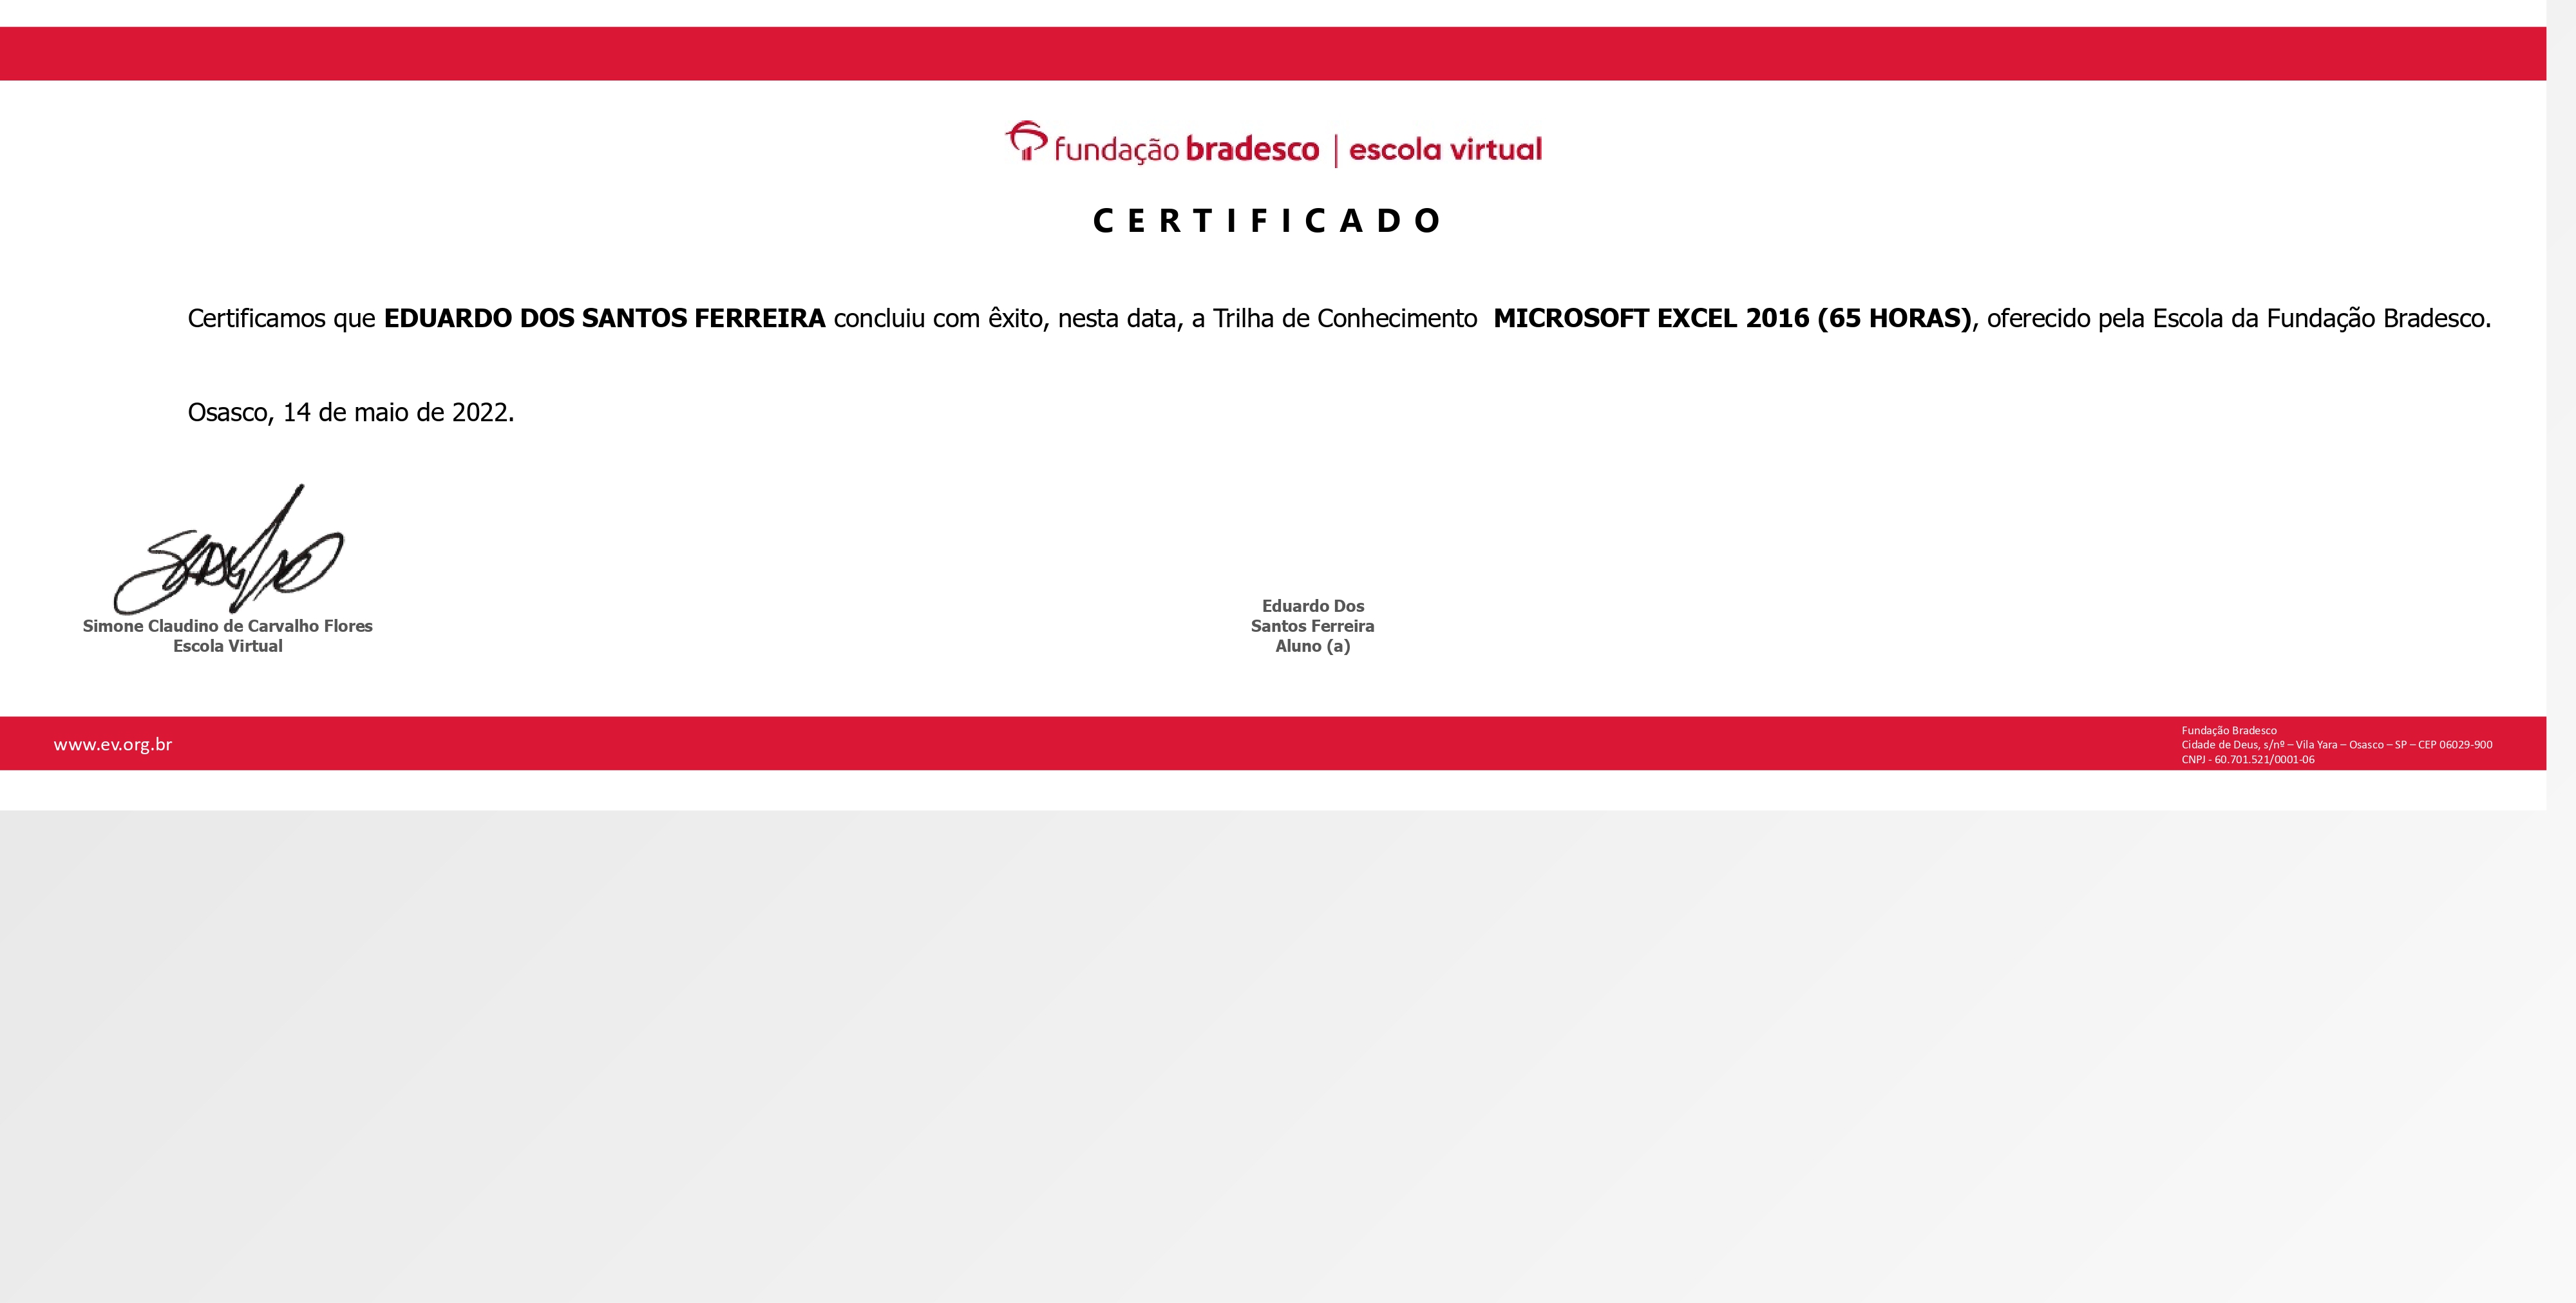 fundação bradesco | escola virtual
CERTIFICADO
Certificamos que EDUARDO DOS SANTOS FERREIRA concluiu com êxito, nesta data, a Trilha de Conhecimento MICROSOFT EXCEL 2016 (65 HORAS), oferecido pela Escola da Fundação Bradesco.
Osasco, 14 de maio de 2022.
Simone Claudino de Carvalho Flores
Escola Virtual
Eduardo Dos
Santos Ferreira
Aluno (a)
www.ev.org.br
Fundação Bradesco
Cidade de Deus, s/nº – Vila Yara – Osasco – SP – CEP 06029-900
CNPJ - 60.701.521/0001-06